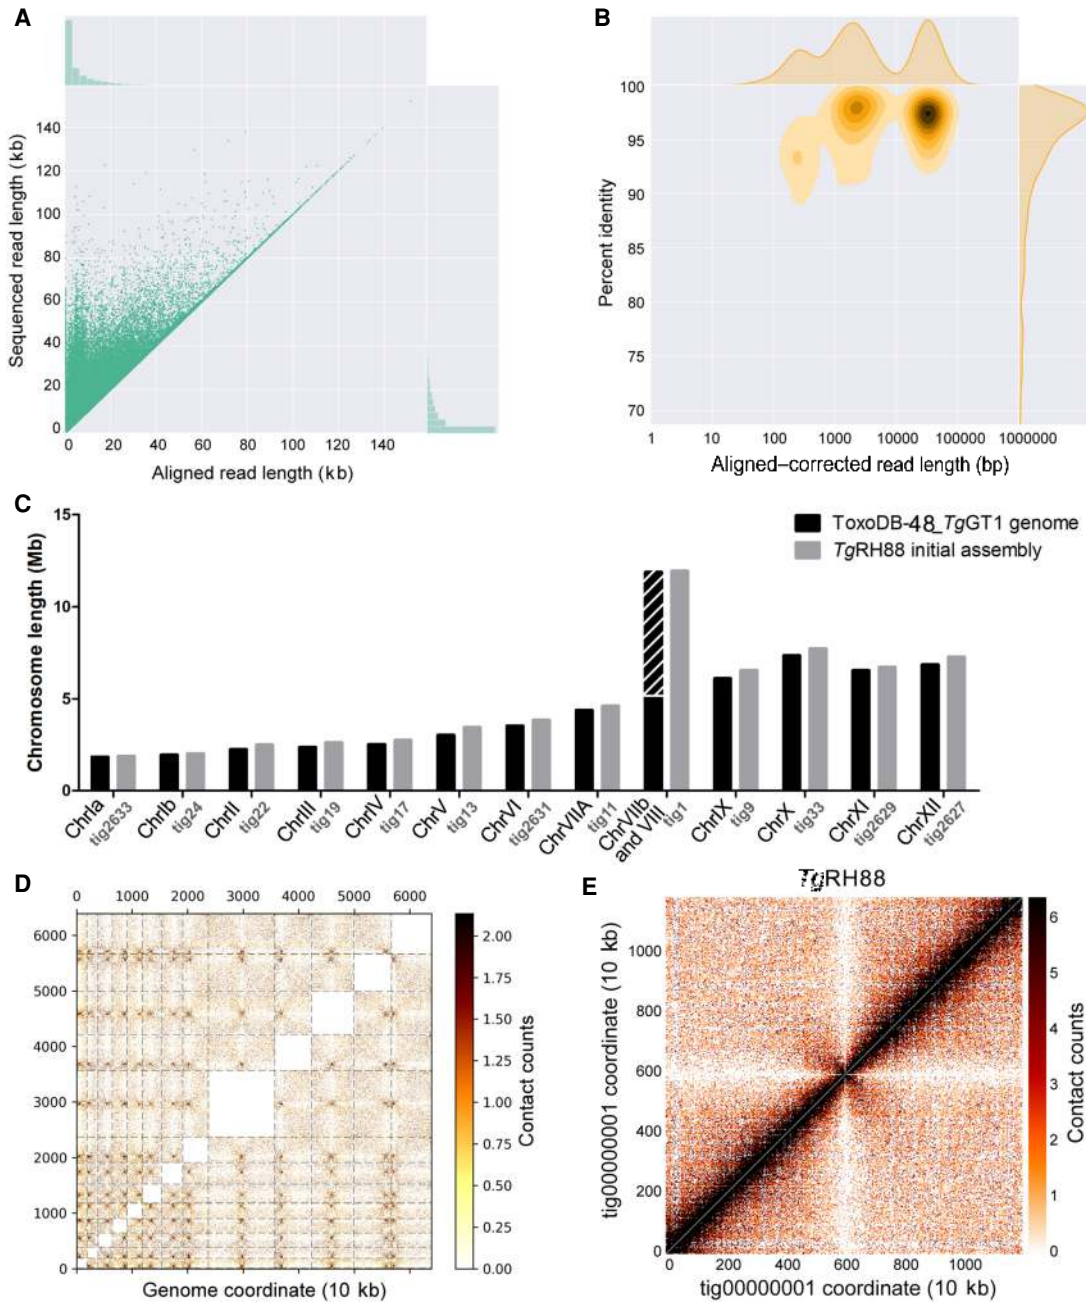 A
Sequenced read length (kb)
140
120
100
80
60
40
20
0
0 20 40 60 80 100 120 140
Aligned read length (kb)
B
Percent identity
100
95
90
85
80
75
70
1 10 100 1000 10000 100000 1000000
Aligned–corrected read length (bp)
C
Chromosome length (Mb)
15
10
5
0
ToxoDB-48_TgGT1 genome
TgRH88 initial assembly
ChrIa
tig2633
ChrIb
tig24
ChrII
tig22
ChrIII
tig19
ChrIV
tig17
ChrV
tig13
ChrVI
tig2631
ChrVIIA
tig11
ChrVIIb
and VIII
tig1
ChrIX
tig9
ChrX
tig33
ChrXI
tig2629
ChrXII
tig2627
D
0 1000 2000 3000 4000 5000 6000
6000
5000
4000
3000
2000
1000
0
Genome coordinate (10 kb)
2.00
1.75
1.50
1.25
1.00
0.75
0.50
0.25
0.00
Contact counts
E
TgRH88
tig00000001 coordinate (10 kb)
1000
800
600
400
200
0
0 200 400 600 800 1000
tig00000001 coordinate (10 kb)
6
5
4
3
2
1
0
Contact counts